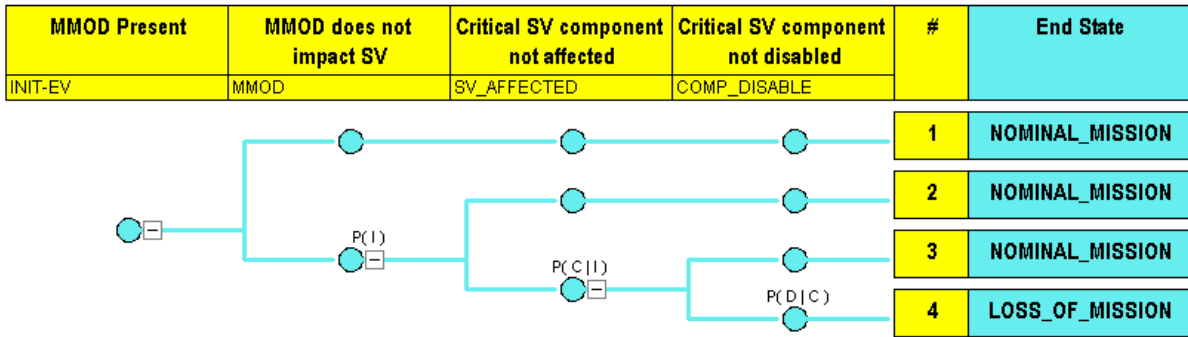 MMOD Present
MMOD does not
impact SV
Critical SV component
not affected
Critical SV component
not disabled
#
End State
INIT-EV
MMOD
SV_AFFECTED
COMP_DISABLE
1
NOMINAL_MISSION
2
NOMINAL_MISSION
P( I )
3
NOMINAL_MISSION
P( C | I )
P( D | C )
4
LOSS_OF_MISSION